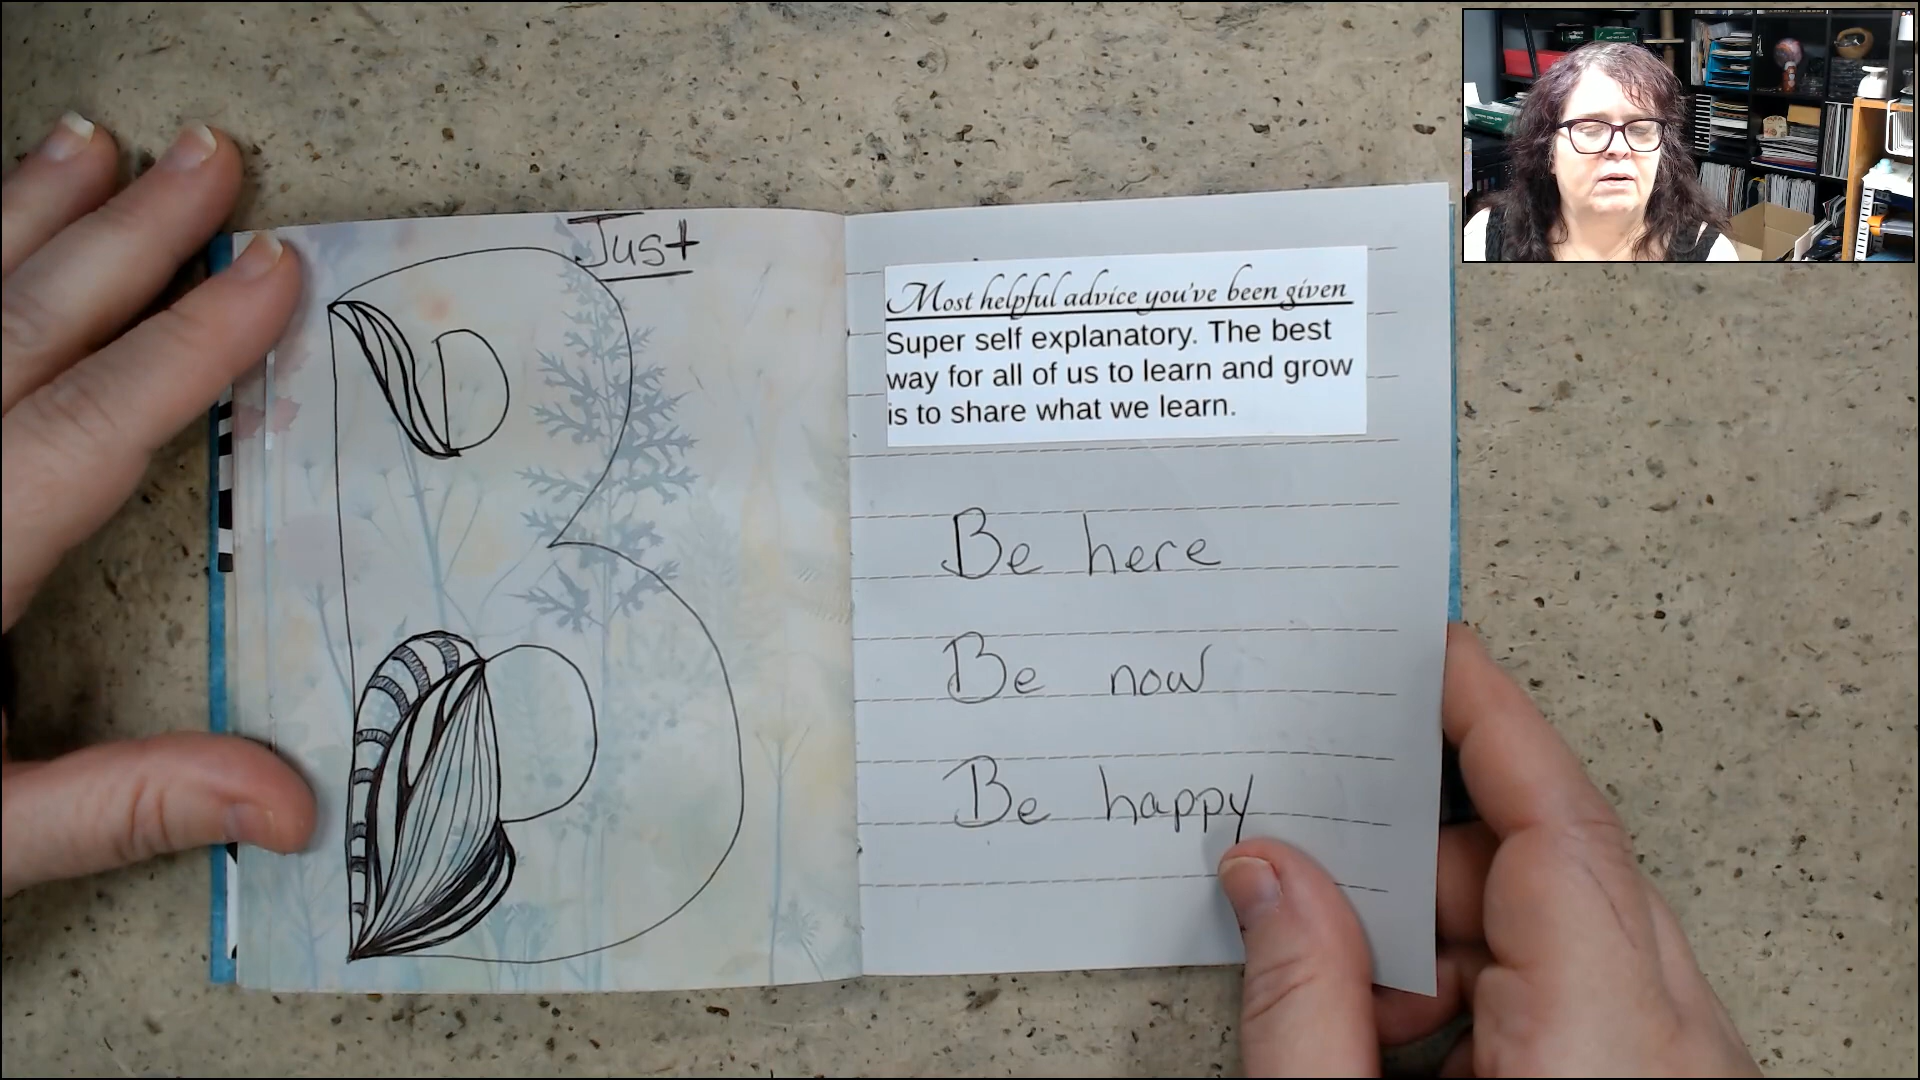 Just
B
Most helpful advice you've been given
Super self explanatory. The best
way for all of us to learn and grow
is to share what we learn.
Be here
Be now
Be happy